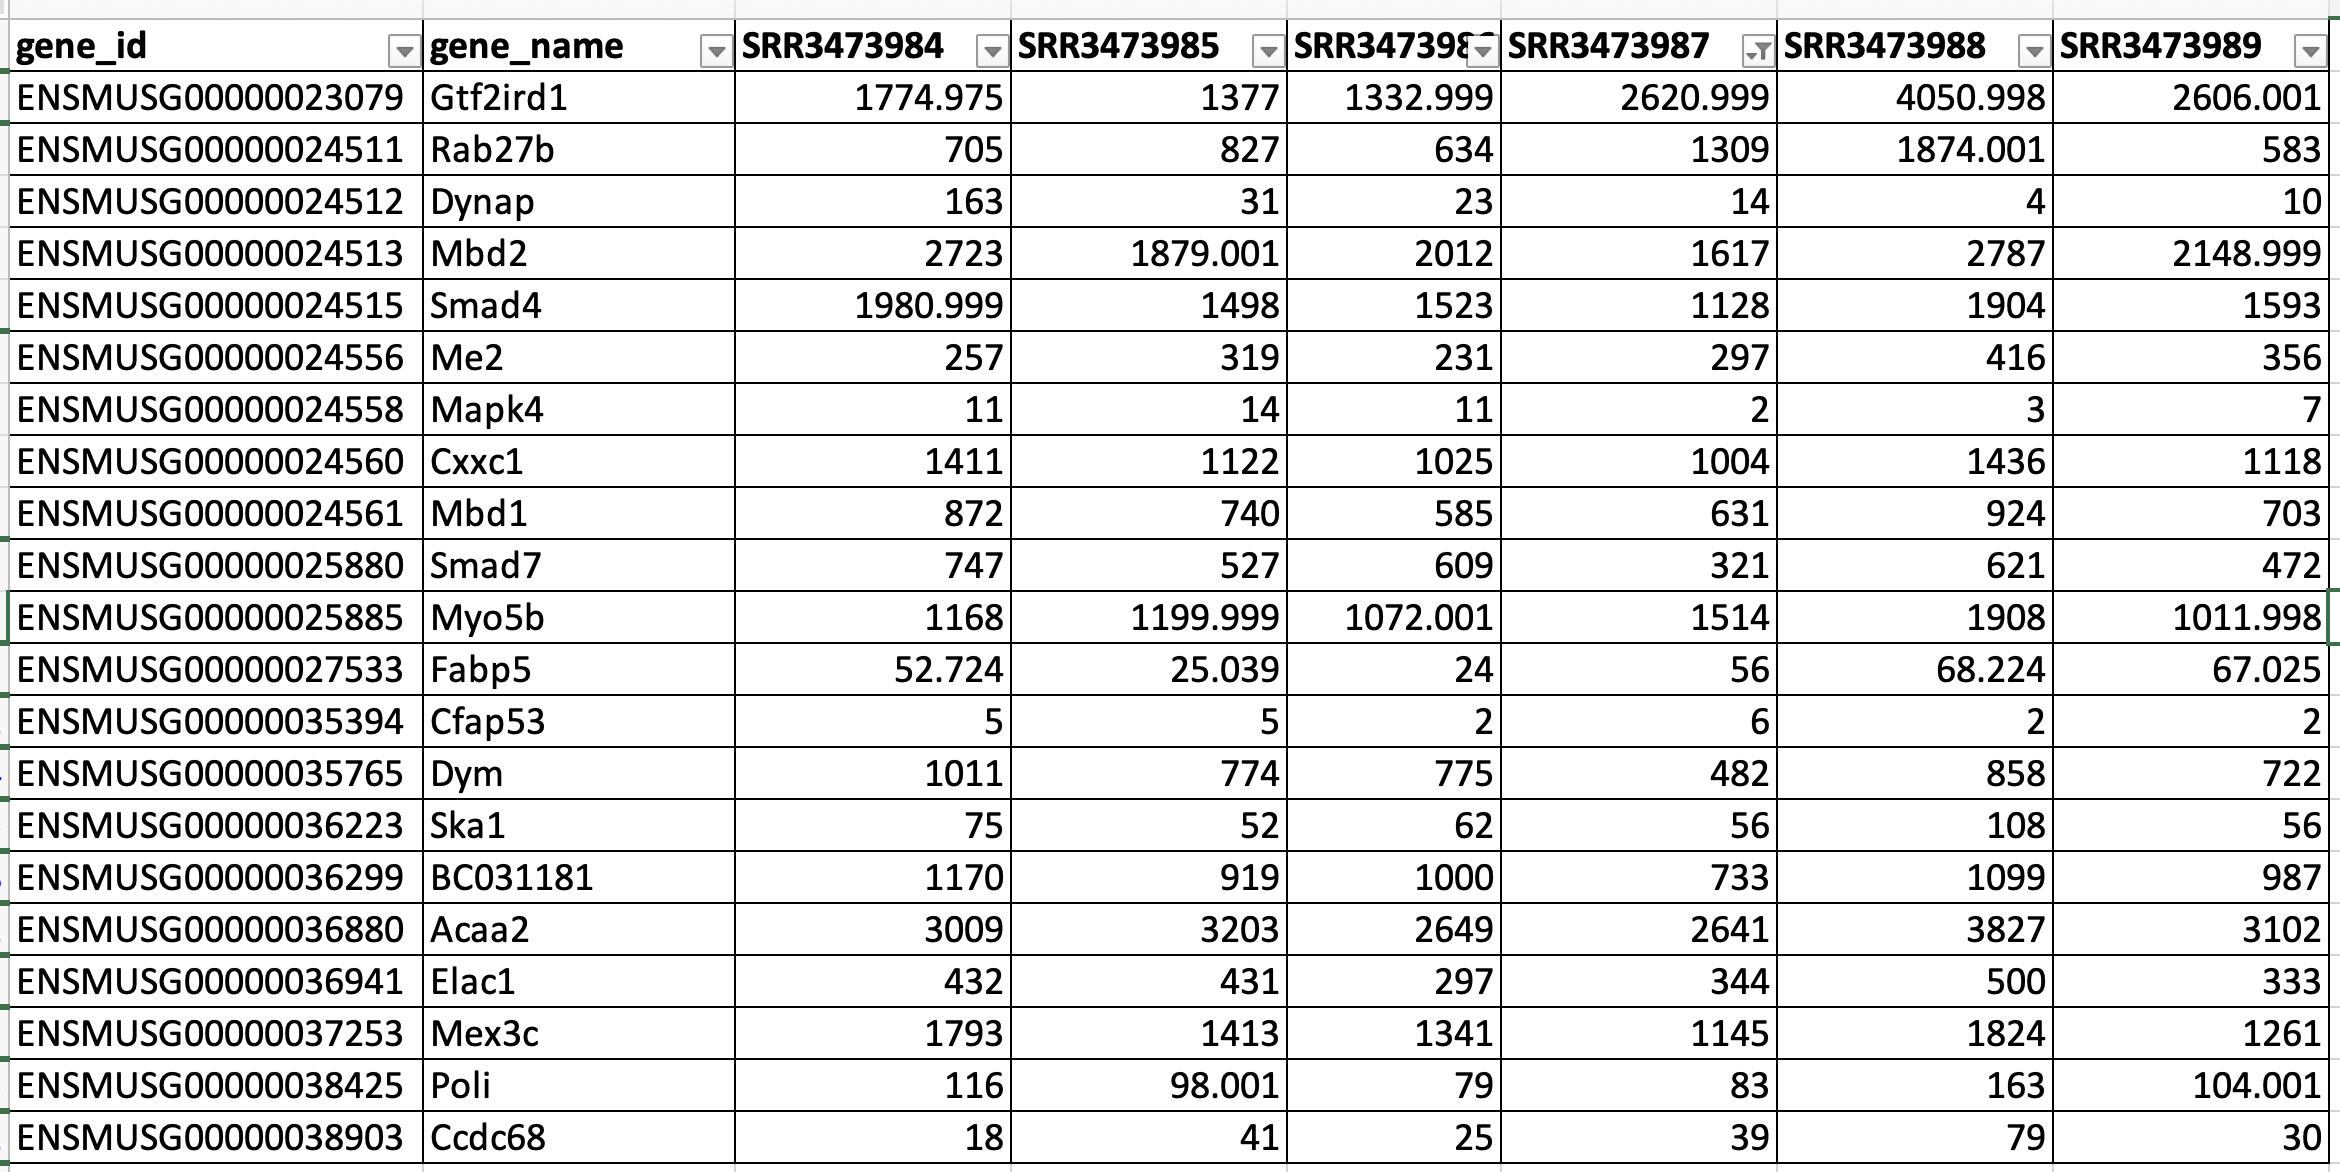 gene_id gene_name SRR3473984 SRR3473985 SRR347398 SRR3473987 SRR3473988 SRR3473989
ENSMUSG00000023079 Gtf2ird1 1774.975 1377 1332.999 2620.999 4050.998 2606.001
ENSMUSG00000024511 Rab27b 705 827 634 1309 1874.001 583
ENSMUSG00000024512 Dynap 163 31 23 14 4 10
ENSMUSG00000024513 Mbd2 2723 1879.001 2012 1617 2787 2148.999
ENSMUSG00000024515 Smad4 1980.999 1498 1523 1128 1904 1593
ENSMUSG00000024556 Me2 257 319 231 297 416 356
ENSMUSG00000024558 Mapk4 11 14 11 2 3 7
ENSMUSG00000024560 Cxxc1 1411 1122 1025 1004 1436 1118
ENSMUSG00000024561 Mbd1 872 740 585 631 924 703
ENSMUSG00000025880 Smad7 747 527 609 321 621 472
ENSMUSG00000025885 Myo5b 1168 1199.999 1072.001 1514 1908 1011.998
ENSMUSG00000027533 Fabp5 52.724 25.039 24 56 68.224 67.025
ENSMUSG00000035394 Cfap53 5 5 2 6 2 2
ENSMUSG00000035765 Dym 1011 774 775 482 858 722
ENSMUSG00000036223 Ska1 75 52 62 56 108 56
ENSMUSG00000036299 BC031181 1170 919 1000 733 1099 987
ENSMUSG00000036880 Acaa2 3009 3203 2649 2641 3827 3102
ENSMUSG00000036941 Elac1 432 431 297 344 500 333
ENSMUSG00000037253 Mex3c 1793 1413 1341 1145 1824 1261
ENSMUSG00000038425 Poli 116 98.001 79 83 163 104.001
ENSMUSG00000038903 Ccdc68 18 41 25 39 79 30